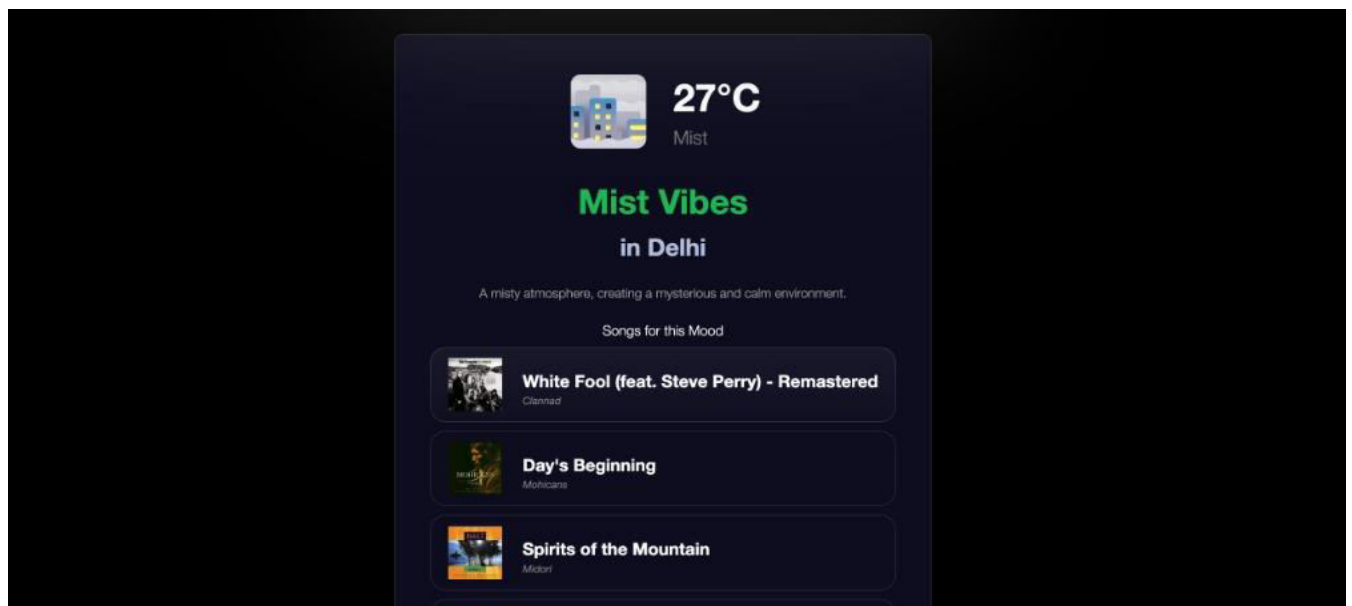 27°C
Mist
Mist Vibes
in Delhi
A misty atmosphere, creating a mysterious and calm environment.
Songs for this Mood
White Fool (feat. Steve Perry) - Remastered
Clannad
Day's Beginning
Mohicans
Spirits of the Mountain
Midori